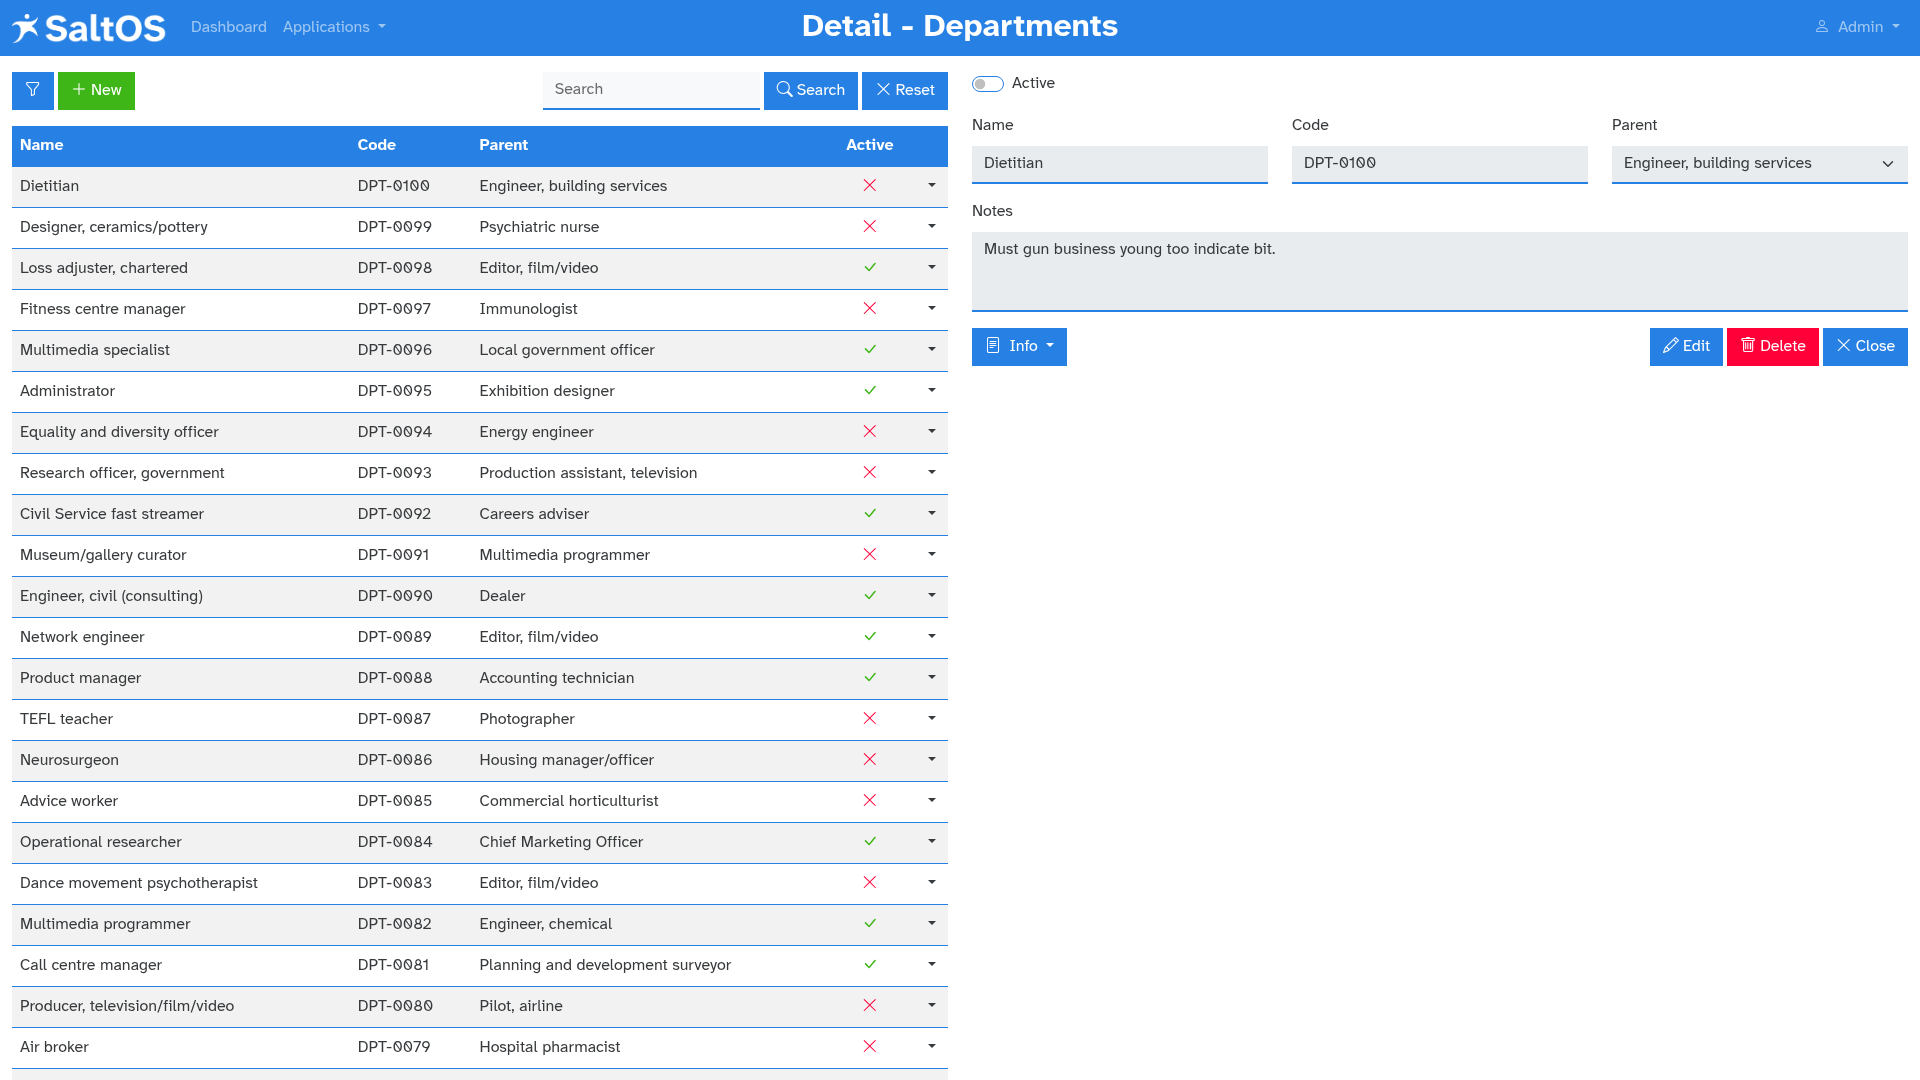 SaltOS Dashboard Applications Detail - Departments Admin
New Search Search Reset
Name Code Parent Active
Dietitian DPT-0100 Engineer, building services
Designer, ceramics/pottery DPT-0099 Psychiatric nurse
Loss adjuster, chartered DPT-0098 Editor, film/video
Fitness centre manager DPT-0097 Immunologist
Multimedia specialist DPT-0096 Local government officer
Administrator DPT-0095 Exhibition designer
Equality and diversity officer DPT-0094 Energy engineer
Research officer, government DPT-0093 Production assistant, television
Civil Service fast streamer DPT-0092 Careers adviser
Museum/gallery curator DPT-0091 Multimedia programmer
Engineer, civil (consulting) DPT-0090 Dealer
Network engineer DPT-0089 Editor, film/video
Product manager DPT-0088 Accounting technician
TEFL teacher DPT-0087 Photographer
Neurosurgeon DPT-0086 Housing manager/officer
Advice worker DPT-0085 Commercial horticulturist
Operational researcher DPT-0084 Chief Marketing Officer
Dance movement psychotherapist DPT-0083 Editor, film/video
Multimedia programmer DPT-0082 Engineer, chemical
Call centre manager DPT-0081 Planning and development surveyor
Producer, television/film/video DPT-0080 Pilot, airline
Air broker DPT-0079 Hospital pharmacist
Active
Name Code Parent
Dietitian DPT-0100 Engineer, building services
Notes
Must gun business young too indicate bit.
Info Edit Delete Close